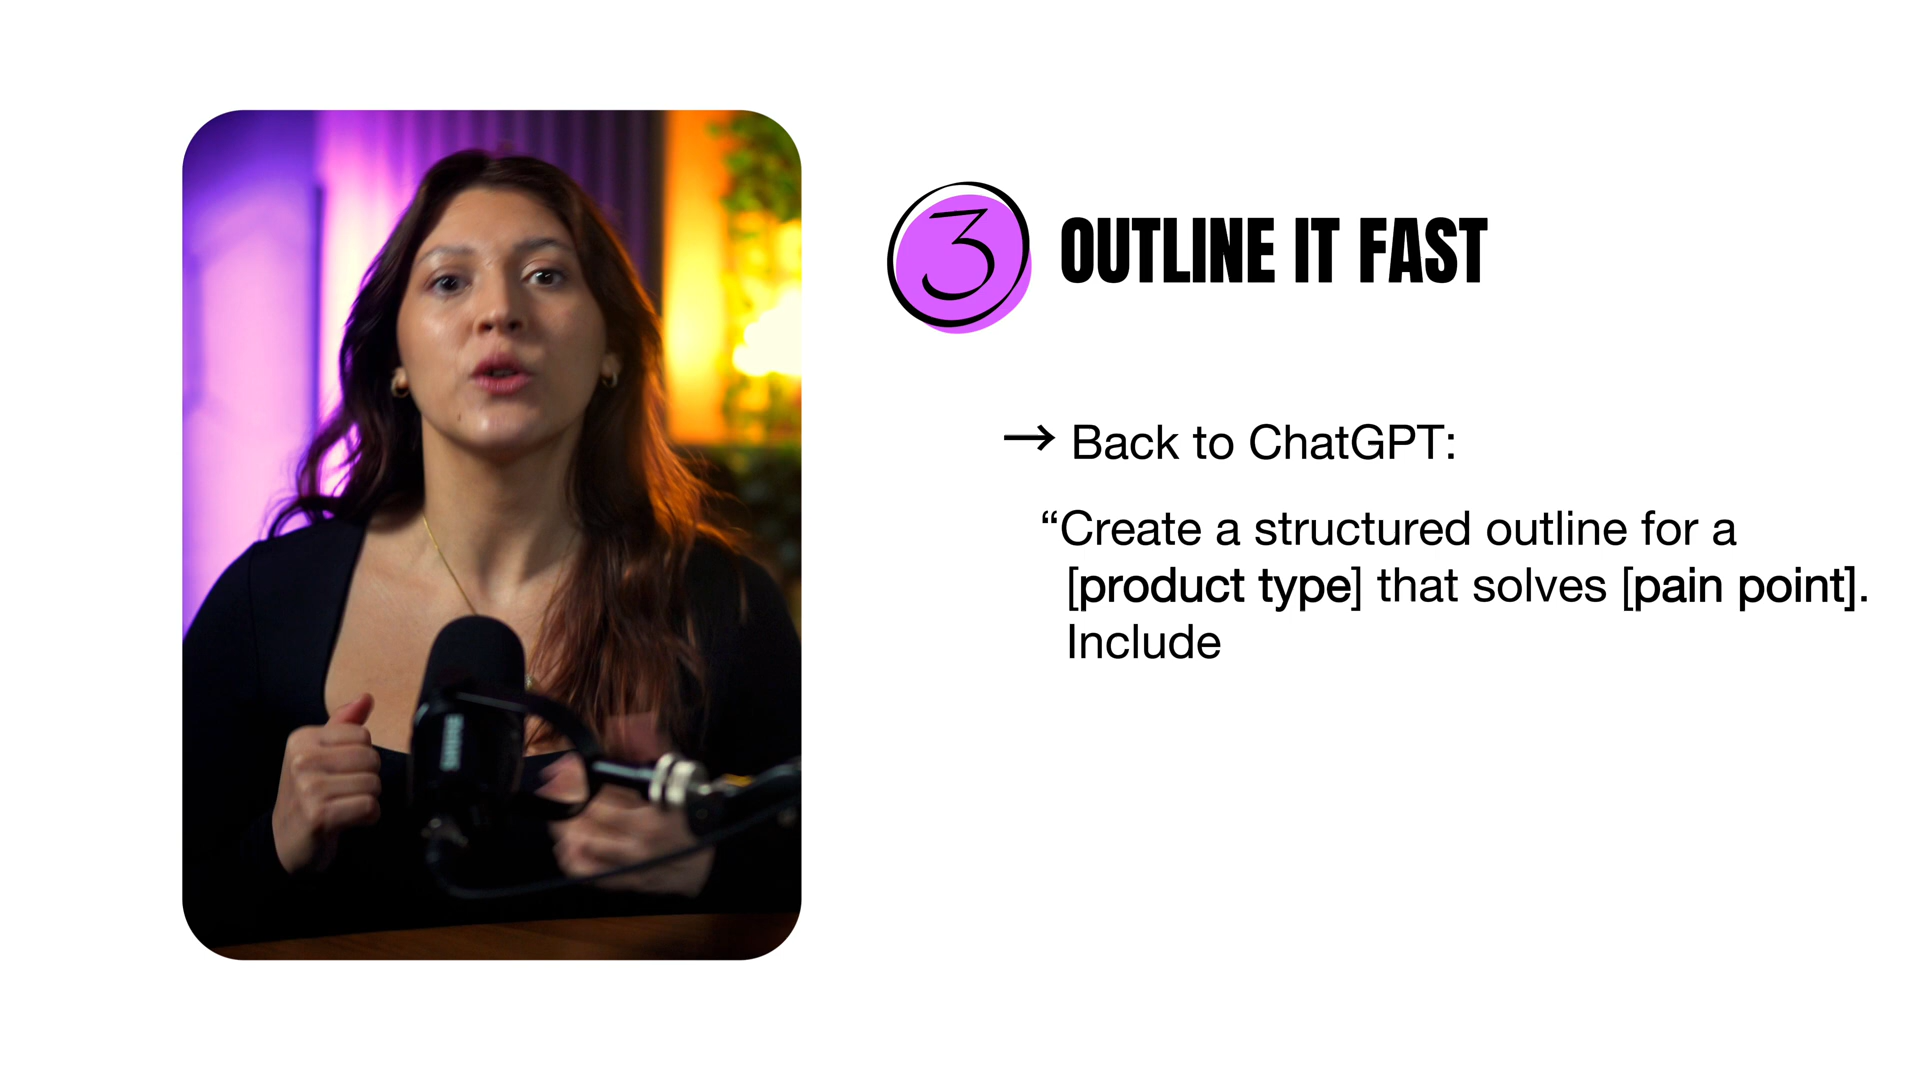 3 OUTLINE IT FAST
→ Back to ChatGPT:
“Create a structured outline for a
[product type] that solves [pain point].
Include